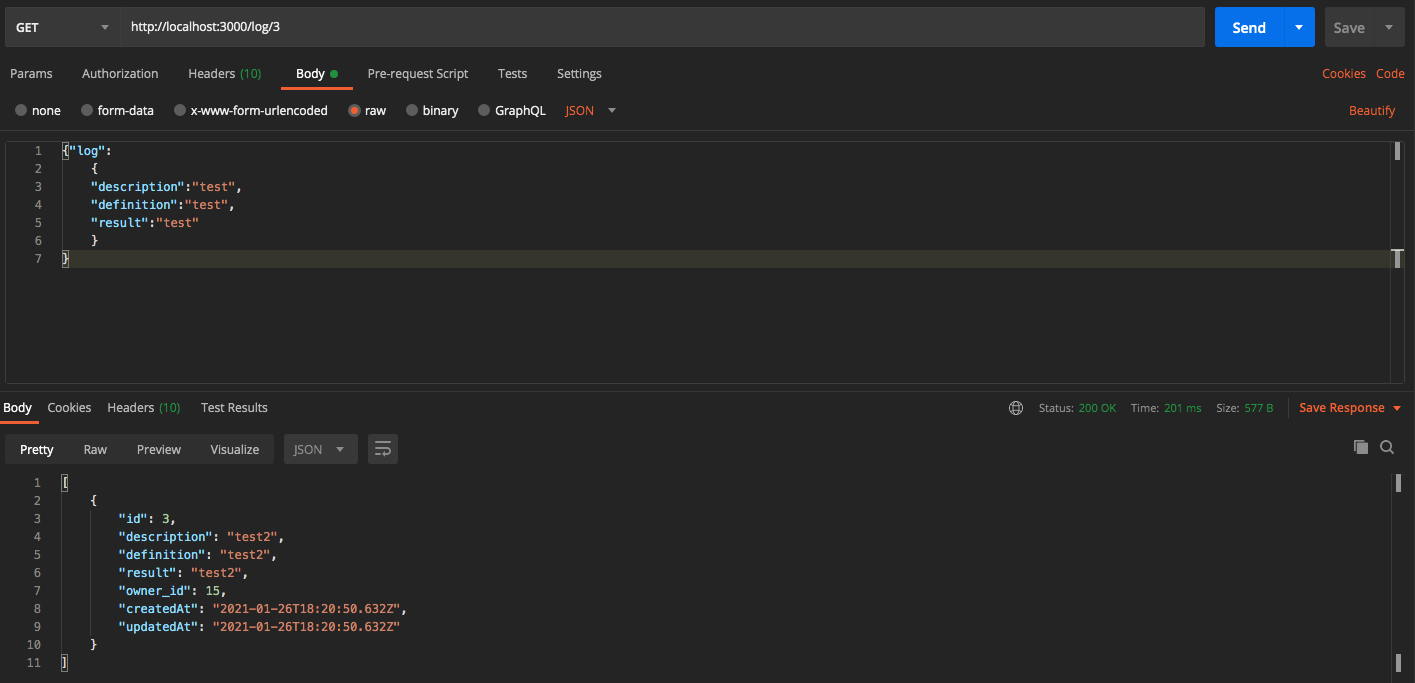 GET http://localhost:3000/log/3 Send Save
Params Authorization Headers (10) Body Pre-request Script Tests Settings Cookies Code
none form-data x-www-form-urlencoded raw binary GraphQL JSON Beautify
1 {"log":
2 {
3 "description":"test",
4 "definition":"test",
5 "result":"test"
6 }
7 }
Body Cookies Headers (10) Test Results Status: 200 OK Time: 201 ms Size: 577 B Save Response
Pretty Raw Preview Visualize JSON
1 [
2 {
3 "id": 3,
4 "description": "test2",
5 "definition": "test2",
6 "result": "test2",
7 "owner_id": 15,
8 "createdAt": "2021-01-26T18:20:50.632Z",
9 "updatedAt": "2021-01-26T18:20:50.632Z"
10 }
11 ]